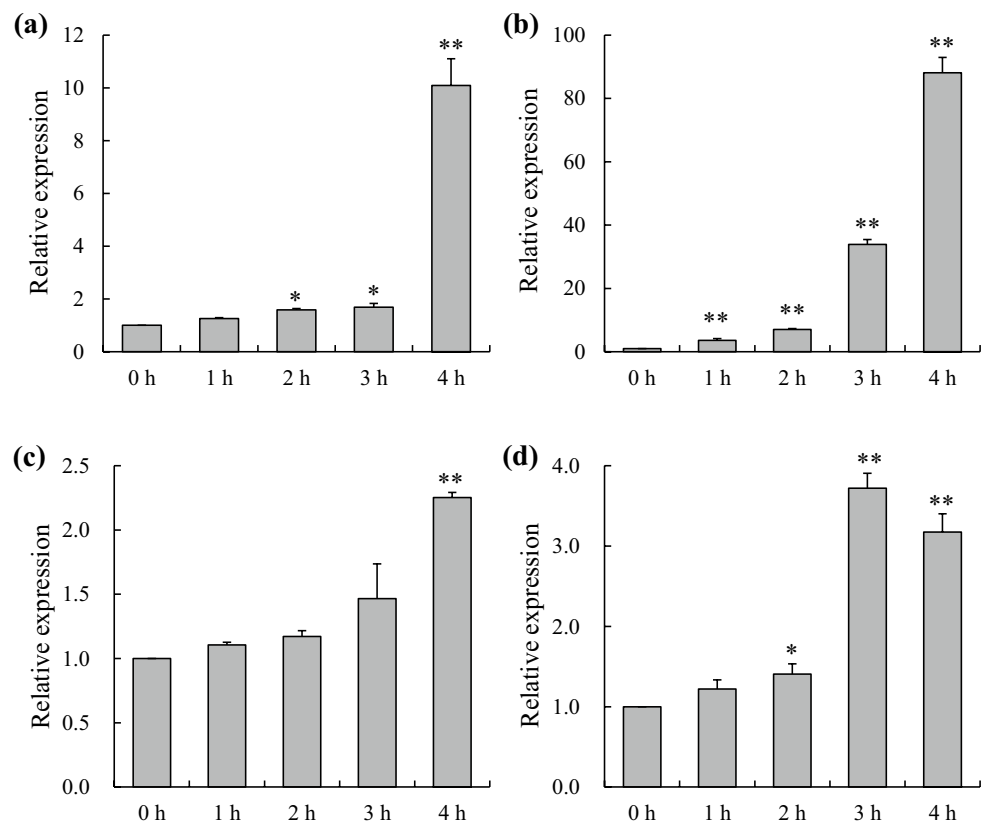 (a)
Relative expression
12
10
8
6
4
2
0
* * ** 
0 h 1 h 2 h 3 h 4 h
(b)
Relative expression
100
80
60
40
20
0
** ** ** **
0 h 1 h 2 h 3 h 4 h
(c)
Relative expression
2.5
2.0
1.5
1.0
0.5
0.0
**
0 h 1 h 2 h 3 h 4 h
(d)
Relative expression
4.0
3.0
2.0
1.0
0.0
* ** **
0 h 1 h 2 h 3 h 4 h